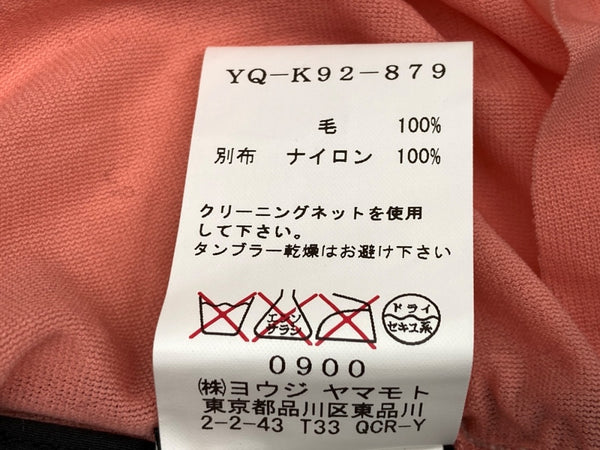 YQ-K92-879
毛 100%
別布 ナイロン 100%
クリーニングネットを使用
して下さい。
タンブラー乾燥はお避け下さい
エンソ
サラシ
ドライ
セキユ系
0900
(株)ヨウジ ヤマモト
東京都品川区東品川
2-2-43 T33 QCR-Y